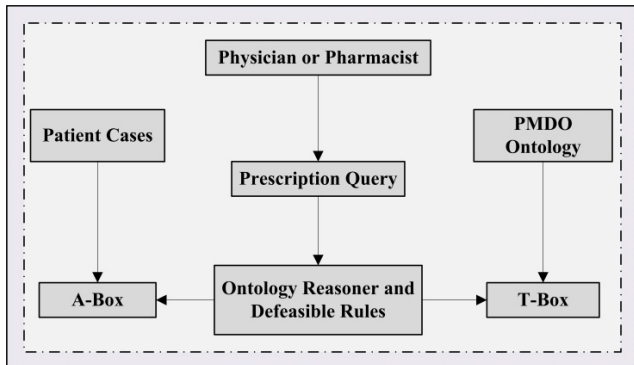 Physician or Pharmacist
Patient Cases
PMDO
Ontology
Prescription Query
A-Box
Ontology Reasoner and
Defeasible Rules
T-Box